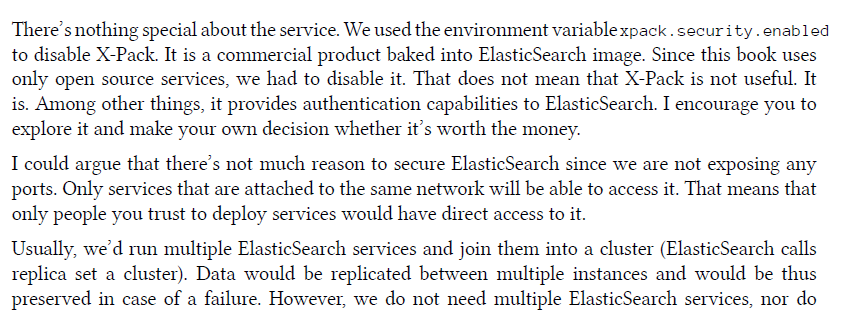 There’s nothing special about the service. We used the environment variable xpack.security.enabled
to disable X-Pack. It is a commercial product baked into ElasticSearch image. Since this book uses
only open source services, we had to disable it. That does not mean that X-Pack is not useful. It
is. Among other things, it provides authentication capabilities to ElasticSearch. I encourage you to
explore it and make your own decision whether it’s worth the money.
I could argue that there’s not much reason to secure ElasticSearch since we are not exposing any
ports. Only services that are attached to the same network will be able to access it. That means that
only people you trust to deploy services would have direct access to it.
Usually, we’d run multiple ElasticSearch services and join them into a cluster (ElasticSearch calls
replica set a cluster). Data would be replicated between multiple instances and would be thus
preserved in case of a failure. However, we do not need multiple ElasticSearch services, nor do